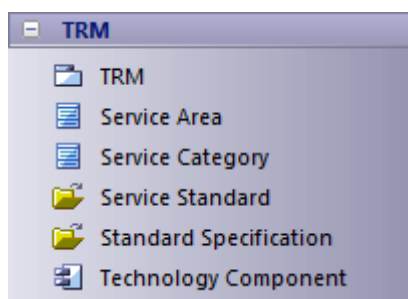 TRM
TRM
Service Area
Service Category
Service Standard
Standard Specification
Technology Component